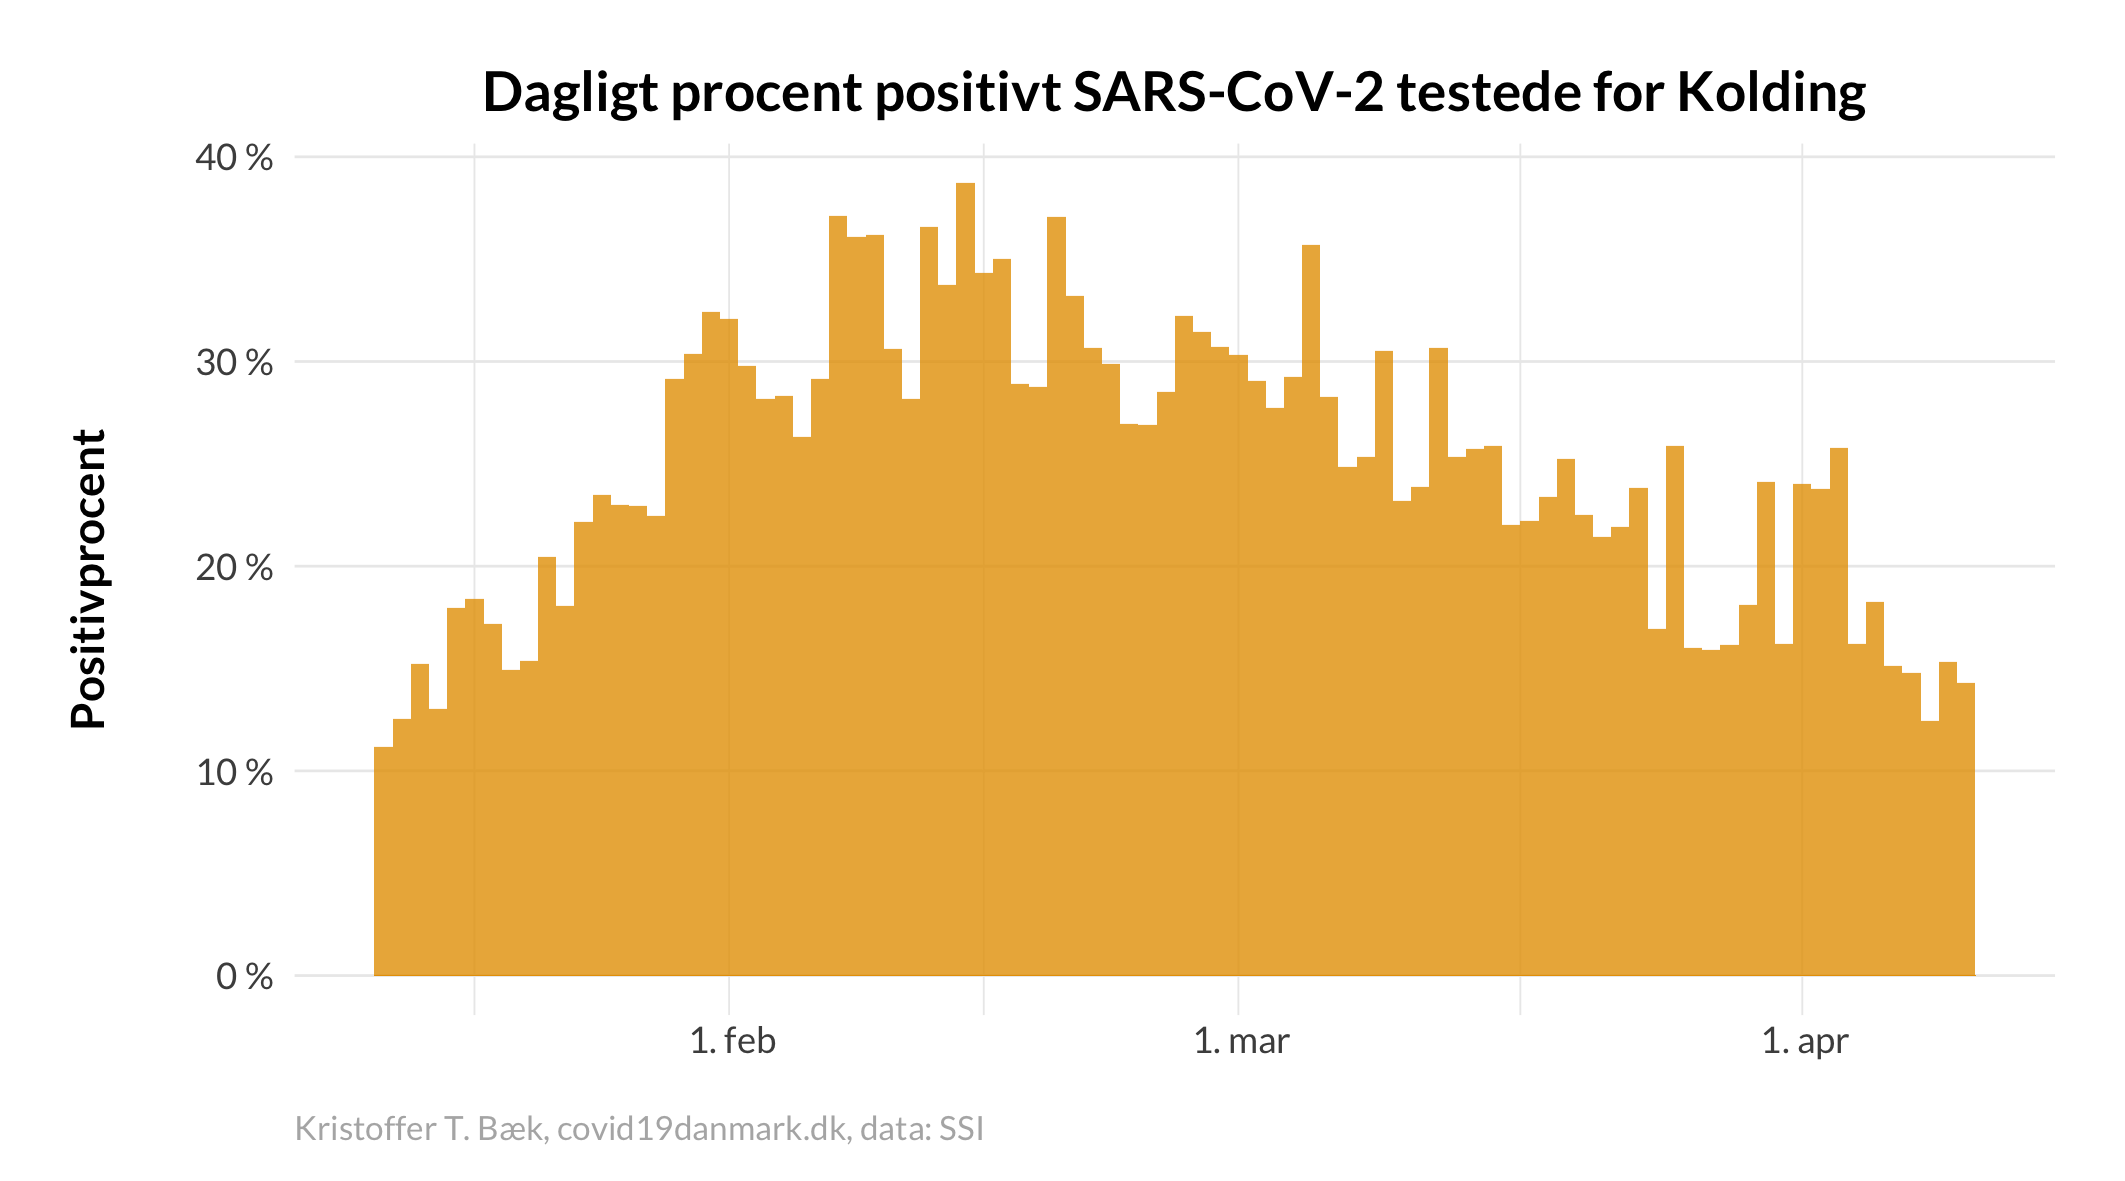 Dagligt procent positivt SARS-CoV-2 testede for Kolding
Positivprocent
40 %
30 %
20 %
10 %
0 %
1. feb
1. mar
1. apr
Kristoffer T. Bæk, covid19danmark.dk, data: SSI